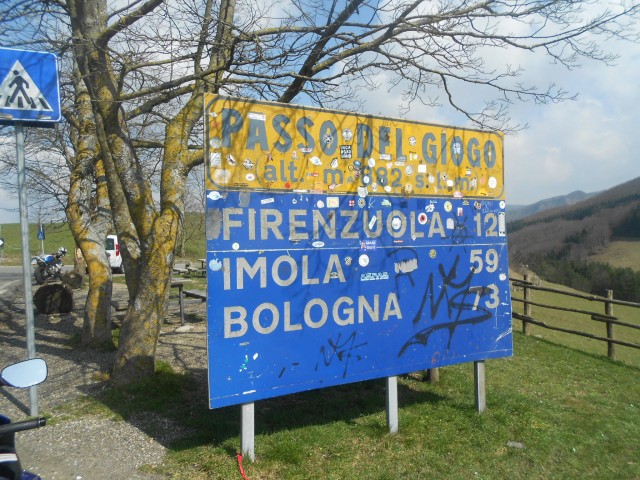 PASSO DEL GIOGO
alt. m. 882 s.l.m.
FIRENZUOLA 12
IMOLA 59
BOLOGNA 73